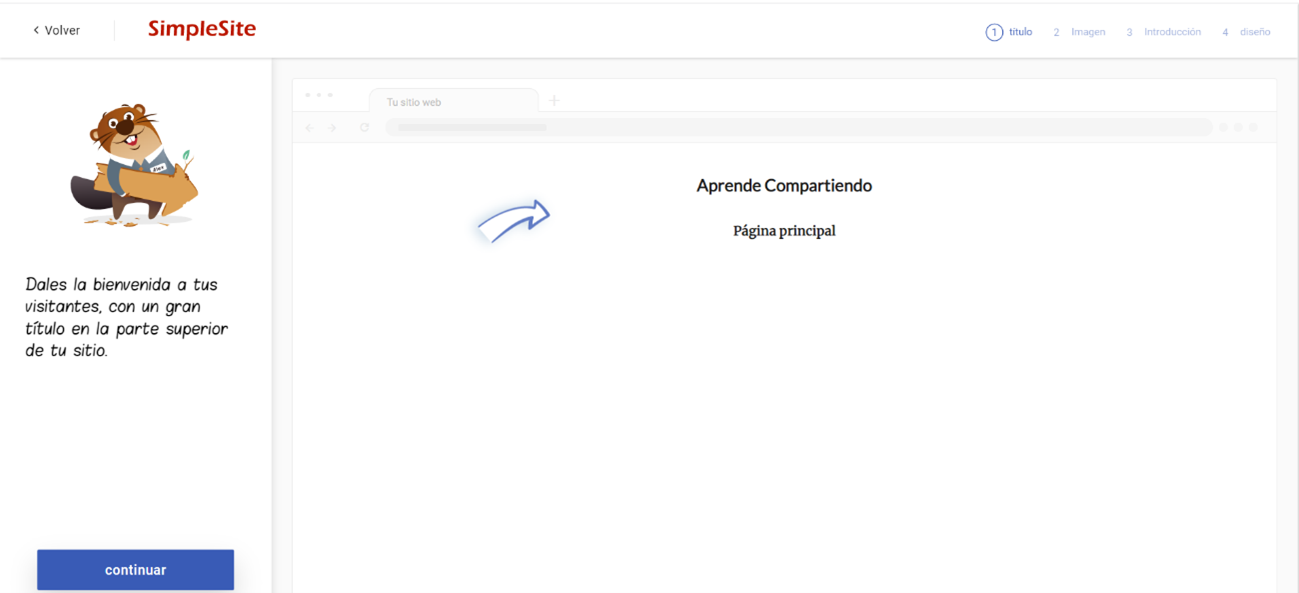 Volver
SimpleSite
1 título 2 Imagen 3 Introducción 4 diseño
Tu sitio web
Aprende Compartiendo
Página principal
Dales la bienvenida a tus
visitantes, con un gran
título en la parte superior
de tu sitio.
continuar